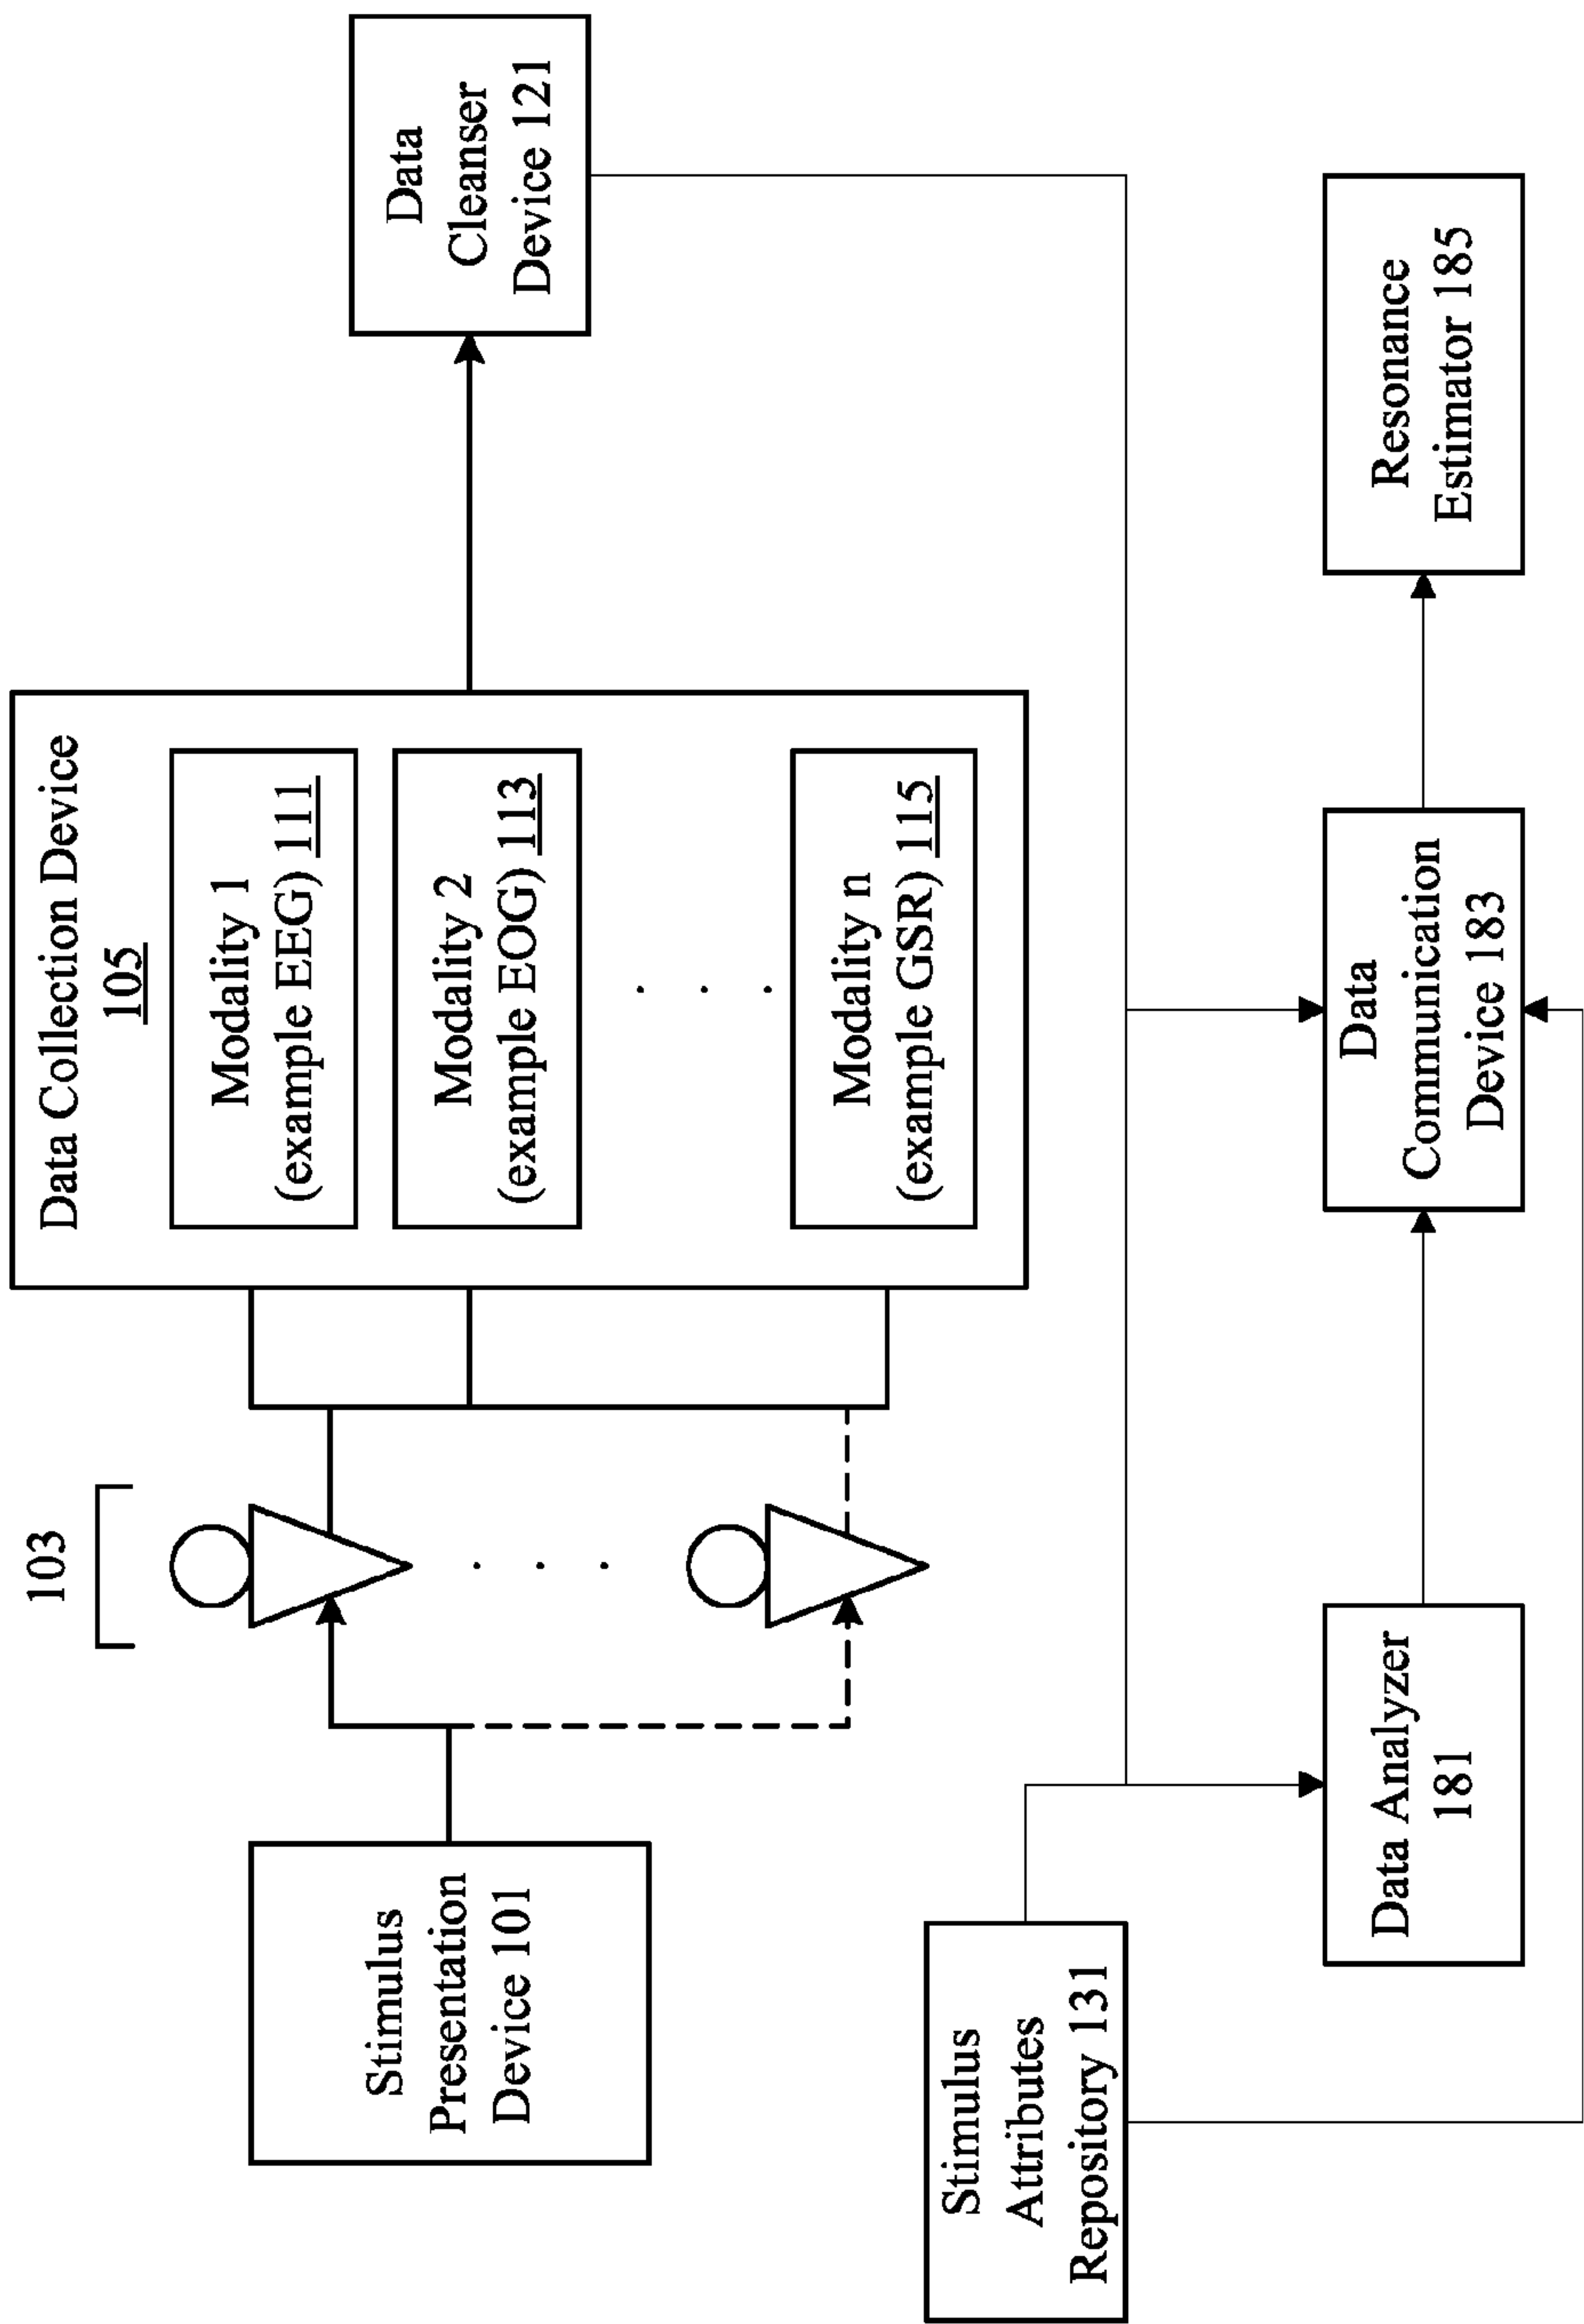 103
Stimulus
Presentation
Device 101
Data Collection Device
105
Modality 1
(example EEG) 111
Modality 2
(example EOG) 113
Modality n
(example GSR) 115
Data
Cleanser
Device 121
Stimulus
Attributes
Repository 131
Data Analyzer
181
Data
Communication
Device 183
Resonance
Estimator 185